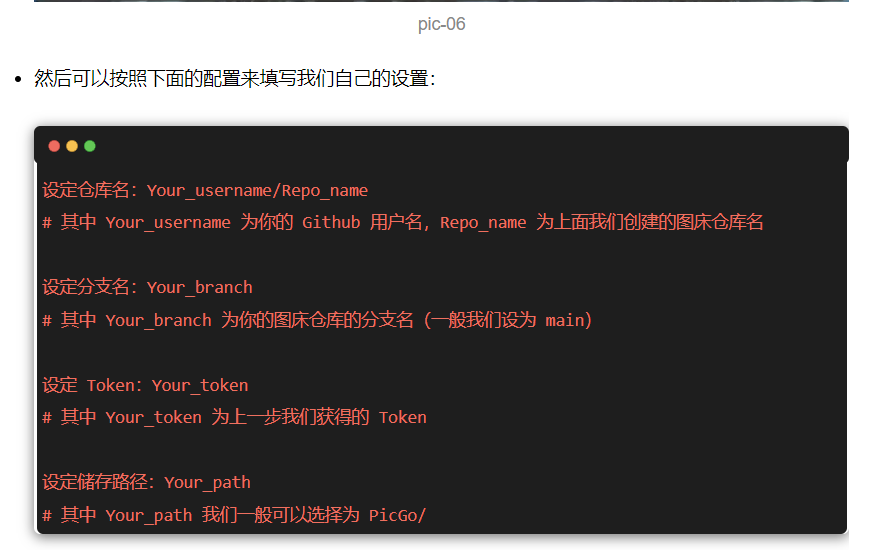 pic-06
然后可以按照下面的配置来填写我们自己的设置：
设定仓库名：Your_username/Repo_name
# 其中 Your_username 为你的 Github 用户名，Repo_name 为上面我们创建的图床仓库名
设定分支名：Your_branch
# 其中 Your_branch 为你的图床仓库的分支名（一般我们设为 main）
设定 Token：Your_token
# 其中 Your_token 为上一步我们获得的 Token
设定储存路径：Your_path
# 其中 Your_path 我们一般可以选择为 PicGo/